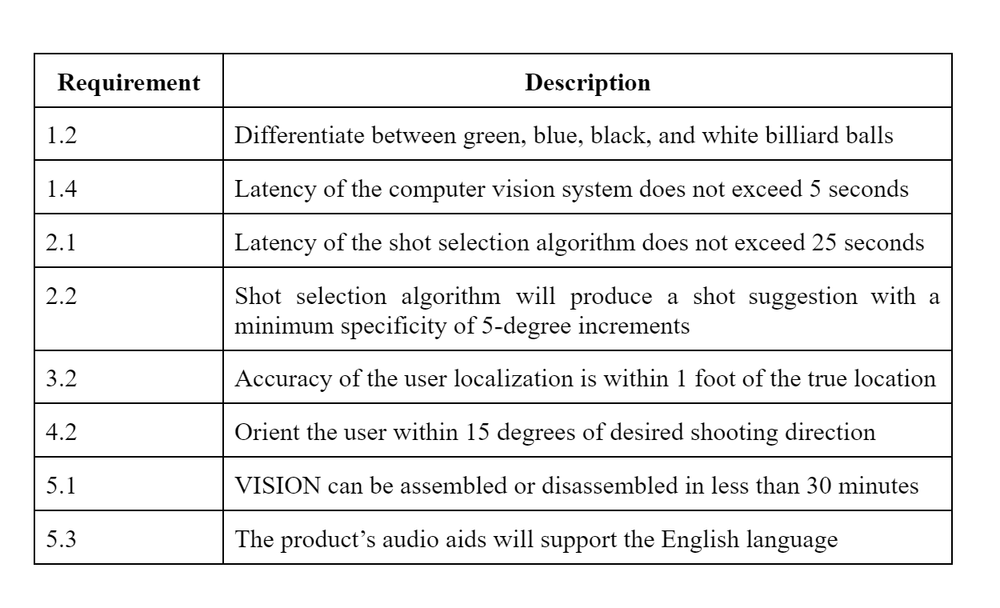 Requirement Description
1.2 Differentiate between green, blue, black, and white billiard balls
1.4 Latency of the computer vision system does not exceed 5 seconds
2.1 Latency of the shot selection algorithm does not exceed 25 seconds
2.2 Shot selection algorithm will produce a shot suggestion with a
minimum specificity of 5-degree increments
3.2 Accuracy of the user localization is within 1 foot of the true location
4.2 Orient the user within 15 degrees of desired shooting direction
5.1 VISION can be assembled or disassembled in less than 30 minutes
5.3 The product’s audio aids will support the English language